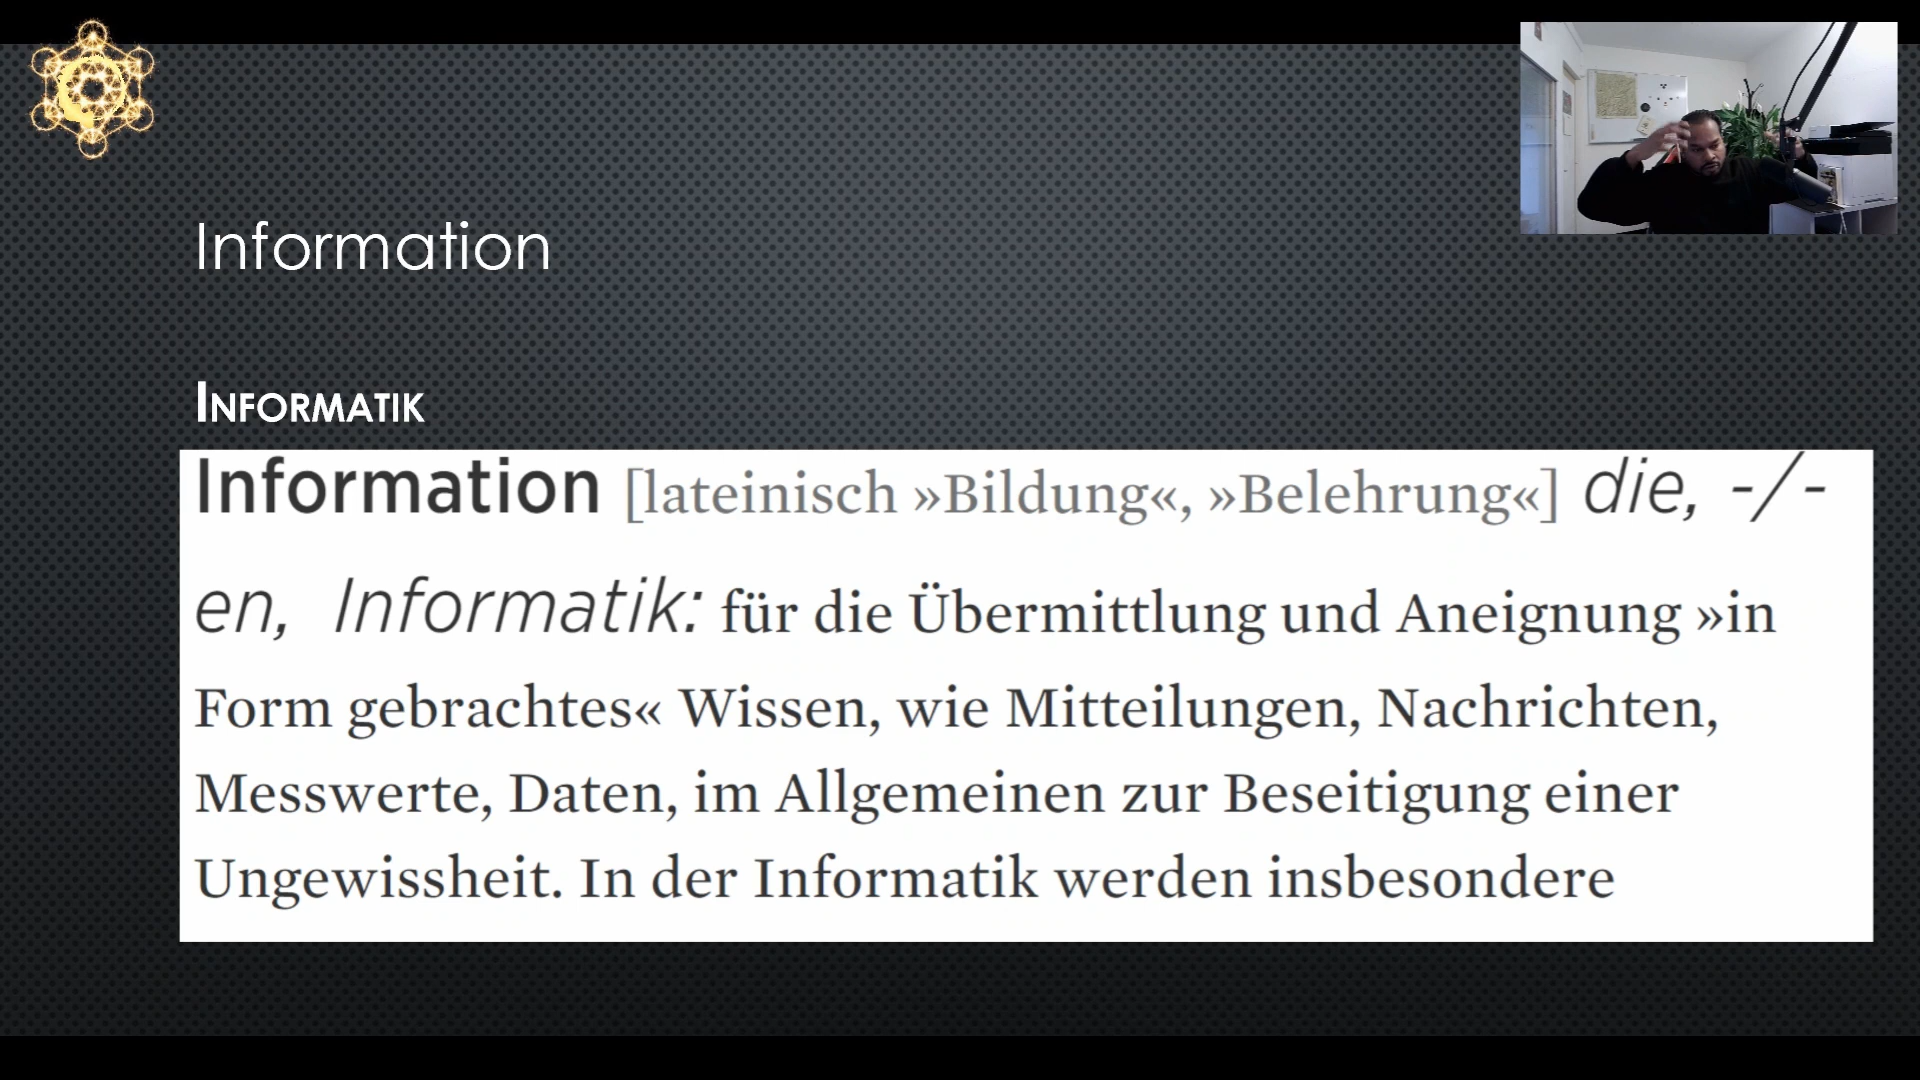 Information
Informatik
Information [lateinisch »Bildung«, »Belehrung«] die, -/-
en, Informatik: für die Übermittlung und Aneignung »in
Form gebrachtes« Wissen, wie Mitteilungen, Nachrichten,
Messwerte, Daten, im Allgemeinen zur Beseitigung einer
Ungewissheit. In der Informatik werden insbesondere